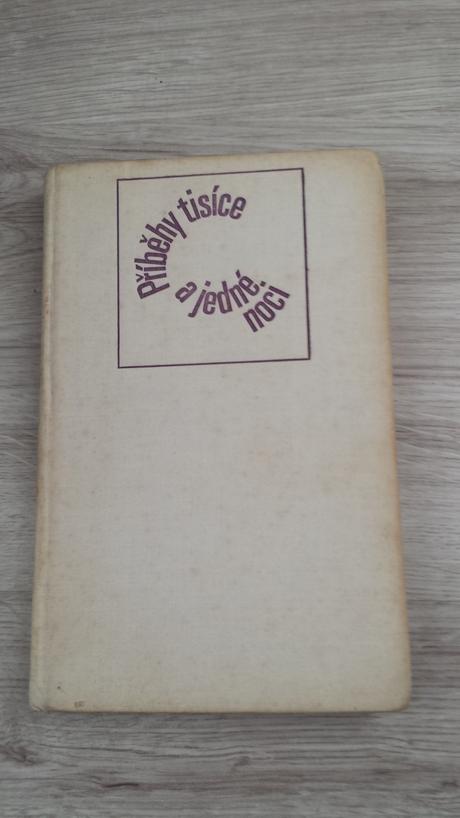 Příběhy tisíce
a jedné
noci